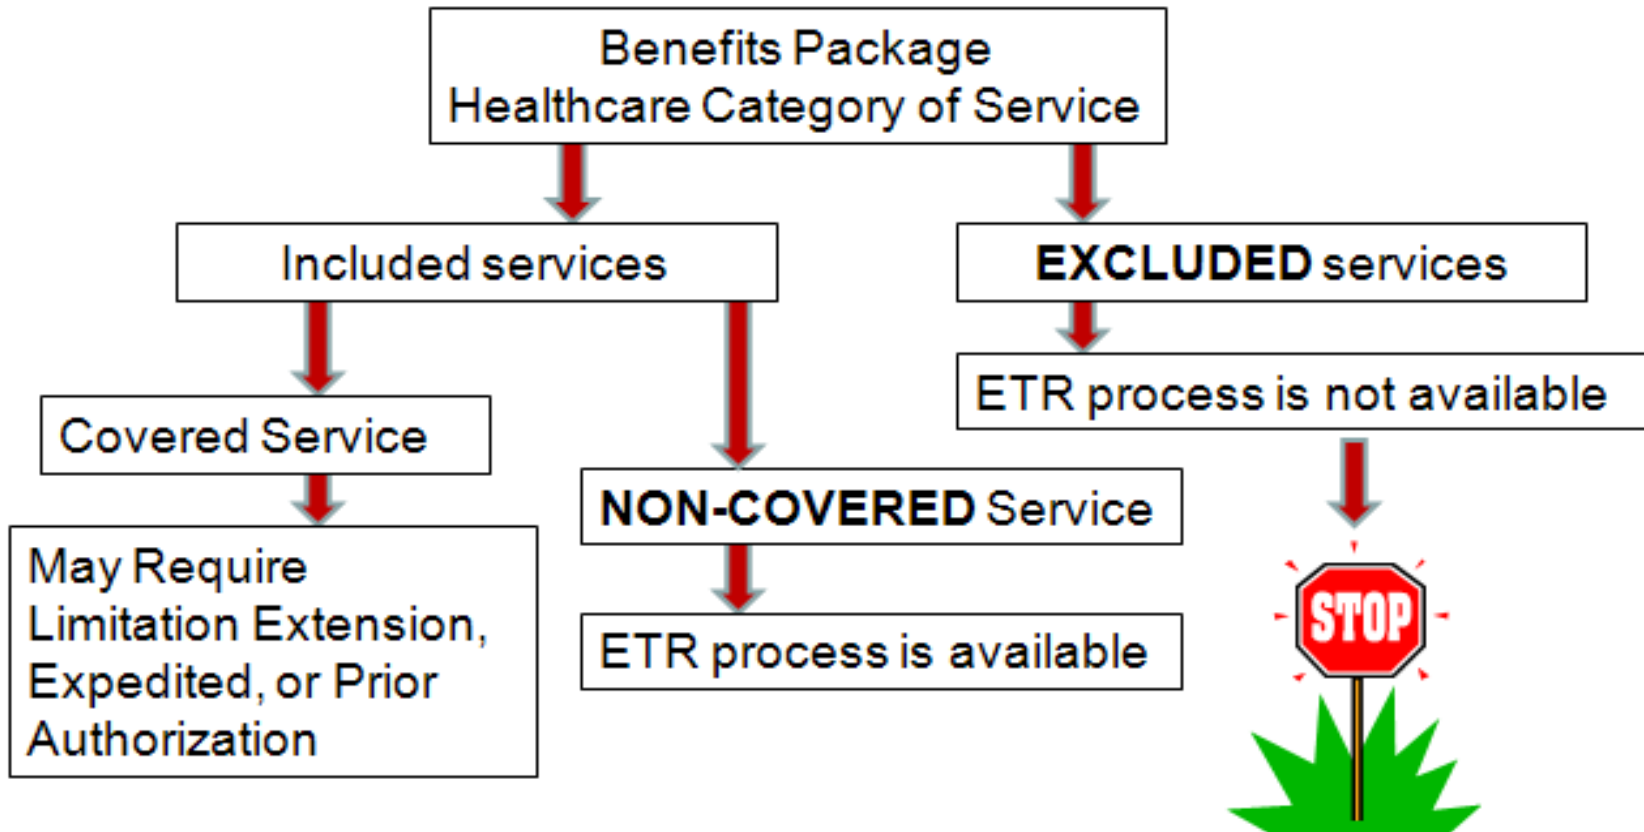 Benefits Package
Healthcare Category of Service
Included services
EXCLUDED services
ETR process is not available
Covered Service
NON-COVERED Service
May Require
Limitation Extension,
Expedited, or Prior
Authorization
ETR process is available
STOP